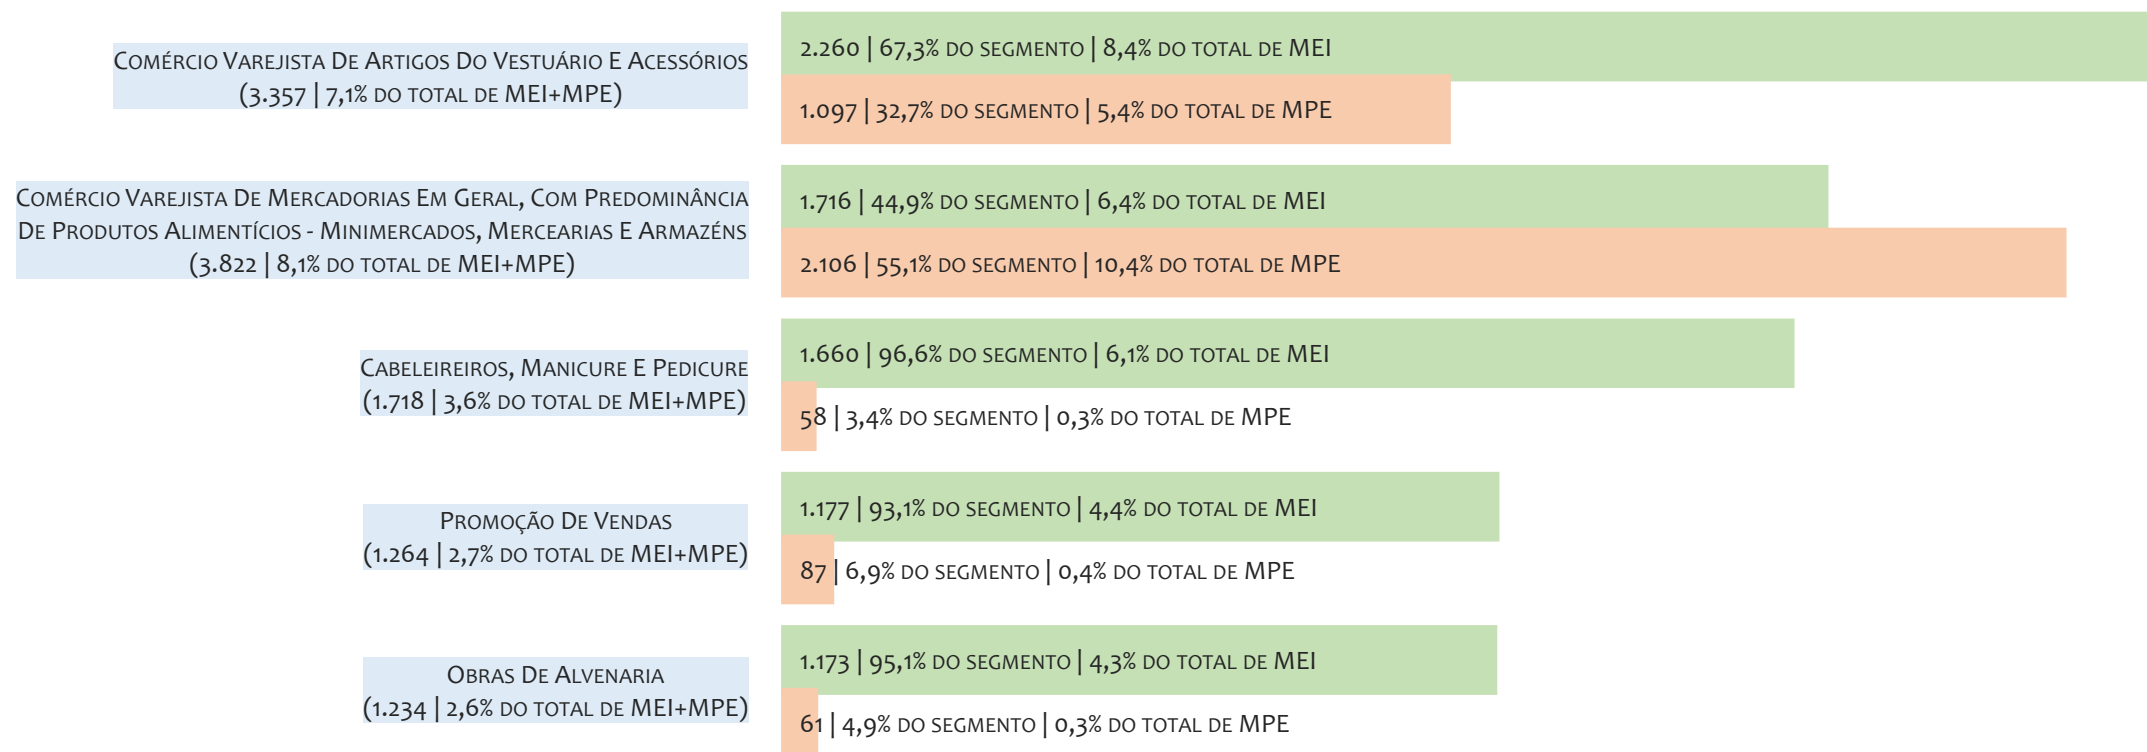 Comércio Varejista De Artigos Do Vestuário E Acessórios
(3.357 | 7,1% do total de MEI+MPE)
2.260 | 67,3% do segmento | 8,4% do total de MEI
1.097 | 32,7% do segmento | 5,4% do total de MPE
Comércio Varejista De Mercadorias Em Geral, Com Predominância
De Produtos Alimentícios - Minimercados, Mercearias E Armazéns
(3.822 | 8,1% do total de MEI+MPE)
1.716 | 44,9% do segmento | 6,4% do total de MEI
2.106 | 55,1% do segmento | 10,4% do total de MPE
Cabeleireiros, Manicure E Pedicure
(1.718 | 3,6% do total de MEI+MPE)
1.660 | 96,6% do segmento | 6,1% do total de MEI
58 | 3,4% do segmento | 0,3% do total de MPE
Promoção De Vendas
(1.264 | 2,7% do total de MEI+MPE)
1.177 | 93,1% do segmento | 4,4% do total de MEI
87 | 6,9% do segmento | 0,4% do total de MPE
Obras De Alvenaria
(1.234 | 2,6% do total de MEI+MPE)
1.173 | 95,1% do segmento | 4,3% do total de MEI
61 | 4,9% do segmento | 0,3% do total de MPE